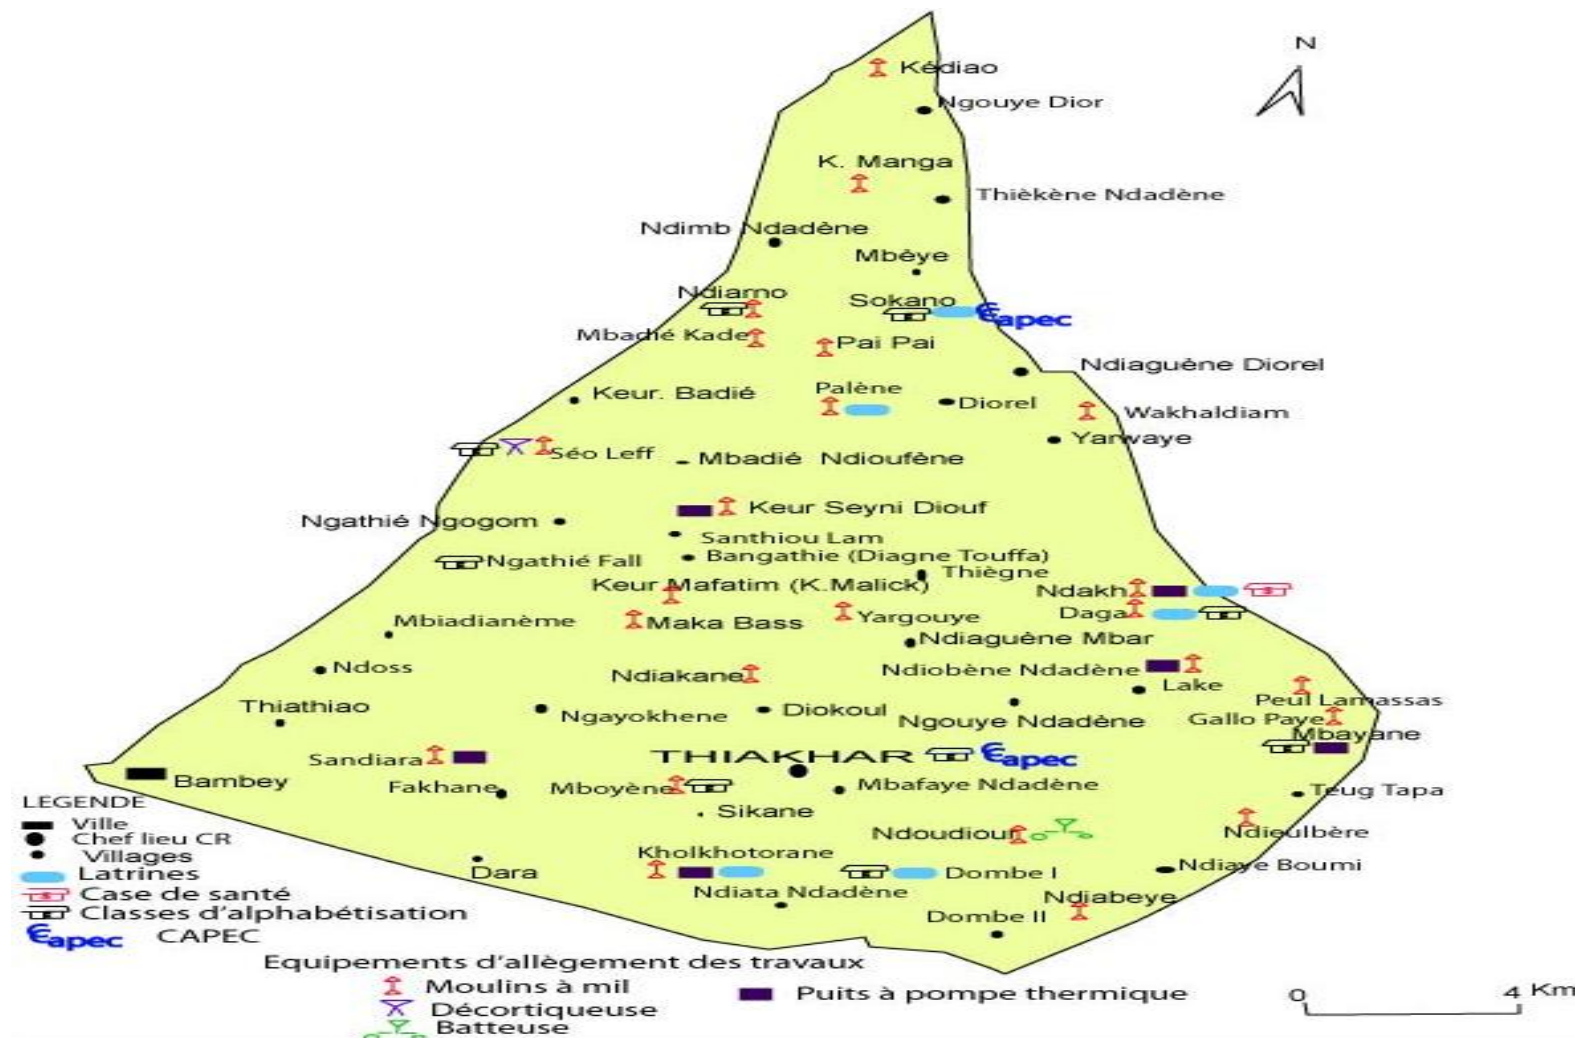 N
Kédiao
Ngouye Dior
K. Manga
Thièkène Ndadène
Ndimb Ndadène
Mbèye
Ndiarno
Sokano
Capec
Mbadié Kade
Pai Pai
Ndiaguène Diorel
Palène
Keur. Badié
Diorel
Wakhaldiam
Yarwaye
Séo Leff
Mbadié Ndioufène
Keur Seyni Diouf
Ngathié Ngogom
Santhiou Lam
Bangathie (Diagne Touffa)
Ngathié Fall
Thiègne
Keur Mafatim (K.Malick)
Ndakh
Daga
Yargouye
Mbiadianème
Maka Bass
Ndiaguène Mbar
Ndoss
Ndiakane
Ndiobène Ndadène
Lake
Peul Lamassas
Thiathiao
Ngayokhene
Diokoul
Ngouye Ndadène
Gallo Paye
Mbayane
Sandiara
THIAKHAR
Capec
Bambey
Fakhane
Mboyène
Mbafaye Ndadène
Teug Tapa
Sikane
Ndoudiouf
Ndieulbère
Kholkhotorane
Dara
Dombe I
Ndiaye Boumi
Ndiata Ndadène
Ndiabeye
Dombe II
LEGENDE
Ville
Chef lieu CR
Villages
Latrines
Case de santé
Classes d'alphabétisation
Capec CAPEC
Equipements d'allègement des travaux
Moulins à mil
Puits à pompe thermique
Décortiqueuse
Batteuse
0 4 Km